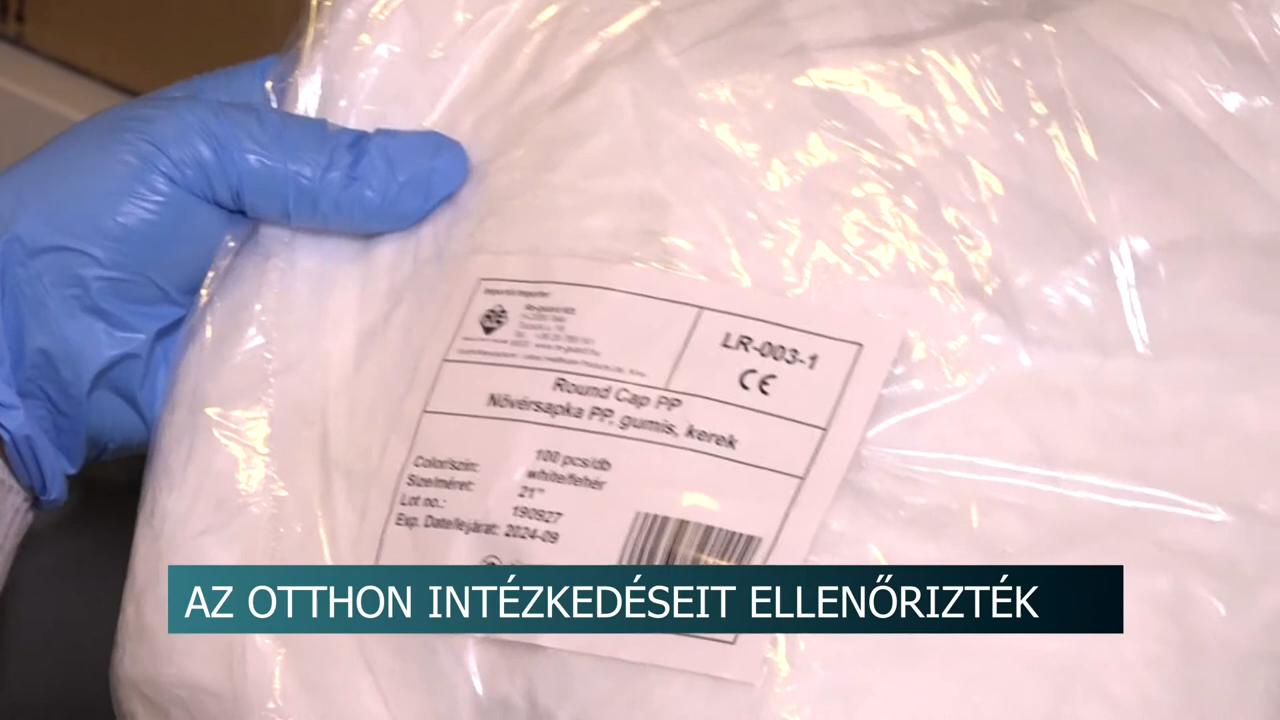 LR-003-1
CE
Round Cap PP
Nővérsapka PP, gumis, kerek
100 pcs/db
Color/szín: white/fehér
Size/méret: 21"
Lot no.: 190927
Exp. Date/lejárat: 2024-09
AZ OTTHON INTÉZKEDÉSEIT ELLENŐRIZTÉK